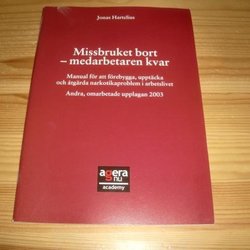 Jonas Hartelius
Missbruket bort
– medarbetaren kvar
Manual för att förebygga, upptäcka
och åtgärda narkotikaproblem i arbetslivet
Andra, omarbetade upplagan 2003
agera
nu
academy